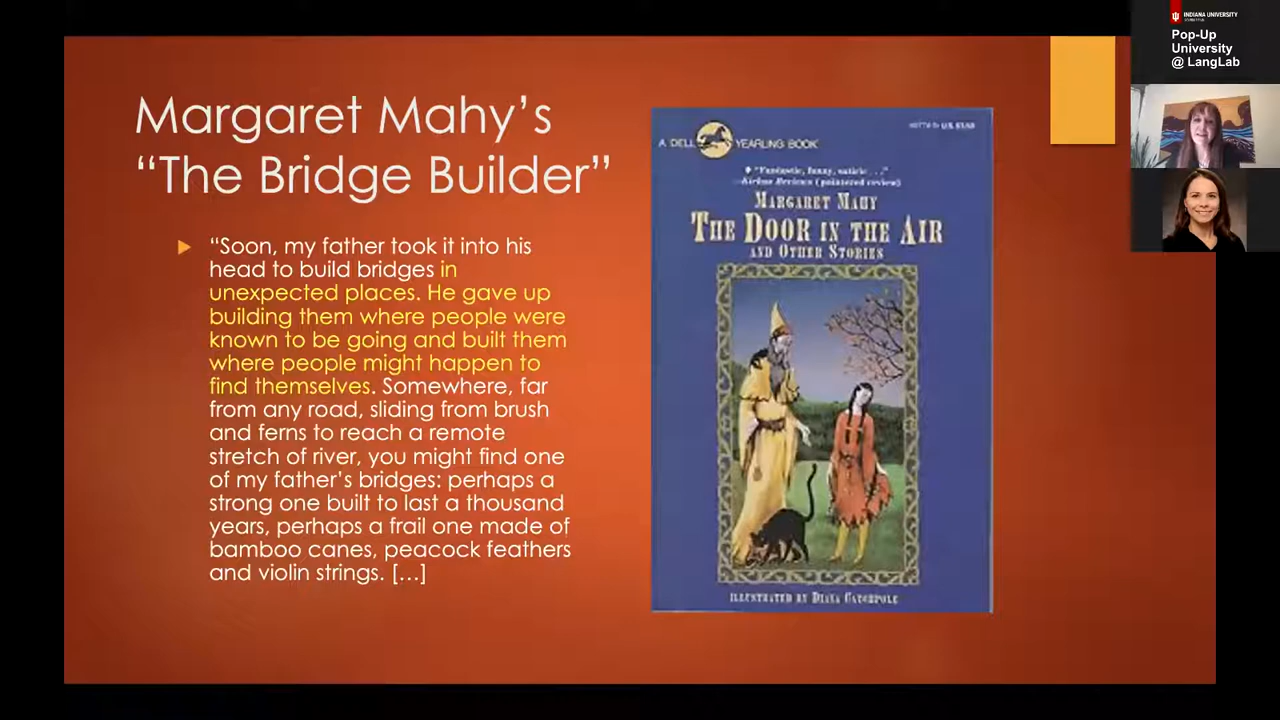 Margaret Mahy's
"The Bridge Builder"
"Soon, my father took it into his
head to build bridges in
unexpected places. He gave up
building them where people were
known to be going and built them
where people might happen to
find themselves. Somewhere, far
from any road, sliding from brush
and ferns to reach a remote
stretch of river, you might find one
of my father's bridges: perhaps a
strong one built to last a thousand
years, perhaps a frail one made of
bamboo canes, peacock feathers
and violin strings. […]
A DELL YEARLING BOOK
"Fantastic, funny,
Kirkus Reviews (pointered review)
MARGARET MAHY
THE DOOR IN THE AIR
AND OTHER STORIES
ILLUSTRATED BY DIANA CATCHPOLE
INDIANA UNIVERSITY
Pop-Up
University
@ LangLab